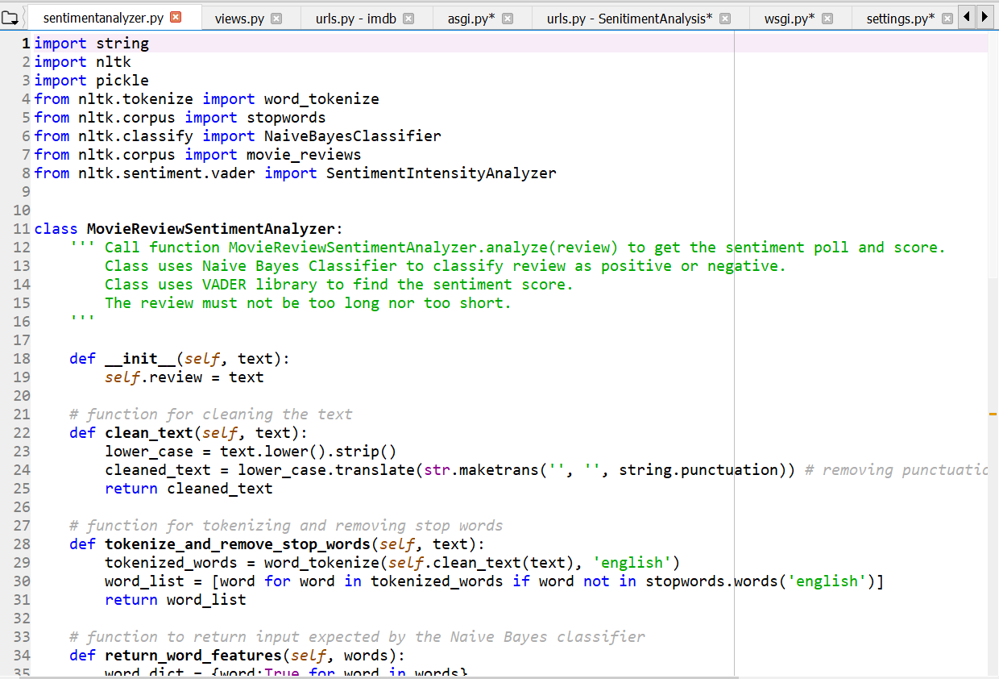 sentimentanalyzer.py views.py urls.py - imdb asgi.py* urls.py - SenitimentAnalysis* wsgi.py* settings.py*
1 import string
2 import nltk
3 import pickle
4 from nltk.tokenize import word_tokenize
5 from nltk.corpus import stopwords
6 from nltk.classify import NaiveBayesClassifier
7 from nltk.corpus import movie_reviews
8 from nltk.sentiment.vader import SentimentIntensityAnalyzer
9
10
11 class MovieReviewSentimentAnalyzer:
12     ''' Call function MovieReviewSentimentAnalyzer.analyze(review) to get the sentiment poll and score.
13         Class uses Naive Bayes Classifier to classify review as positive or negative.
14         Class uses VADER library to find the sentiment score.
15         The review must not be too long nor too short.
16     '''
17
18     def __init__(self, text):
19         self.review = text
20
21     # function for cleaning the text
22     def clean_text(self, text):
23         lower_case = text.lower().strip()
24         cleaned_text = lower_case.translate(str.maketrans('', '', string.punctuation)) # removing punctuatio
25         return cleaned_text
26
27     # function for tokenizing and removing stop words
28     def tokenize_and_remove_stop_words(self, text):
29         tokenized_words = word_tokenize(self.clean_text(text), 'english')
30         word_list = [word for word in tokenized_words if word not in stopwords.words('english')]
31         return word_list
32
33     # function to return input expected by the Naive Bayes classifier
34     def return_word_features(self, words):
35         word_dict = {word:True for word in words}